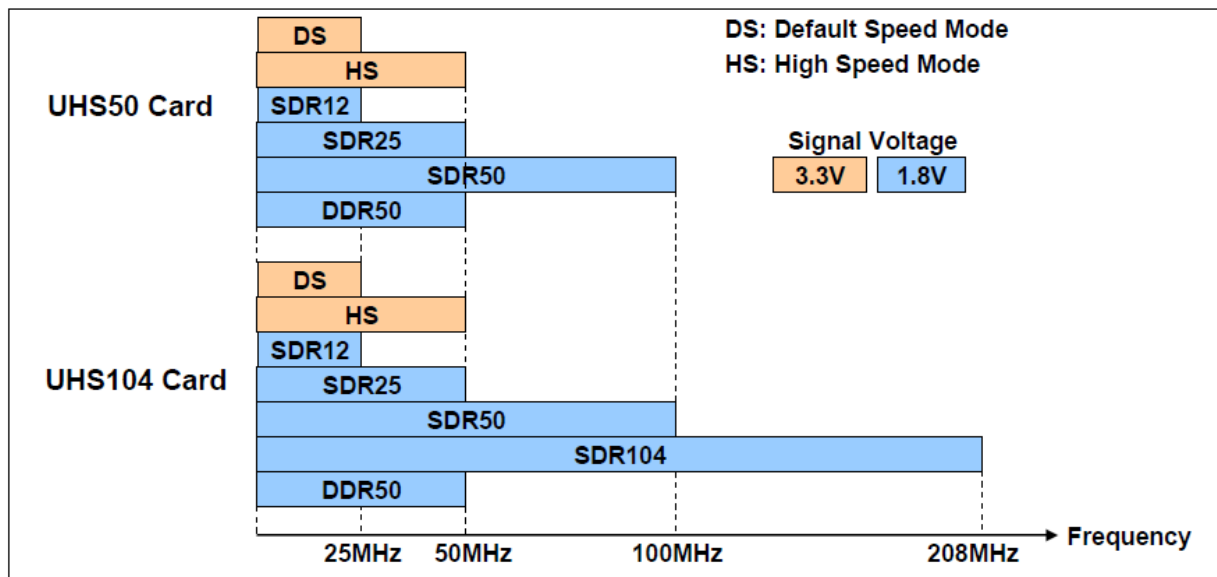 DS: Default Speed Mode
HS: High Speed Mode
Signal Voltage
3.3V 1.8V
UHS50 Card
DS
HS
SDR12
SDR25
SDR50
DDR50
UHS104 Card
DS
HS
SDR12
SDR25
SDR50
SDR104
DDR50
25MHz 50MHz 100MHz 208MHz
Frequency